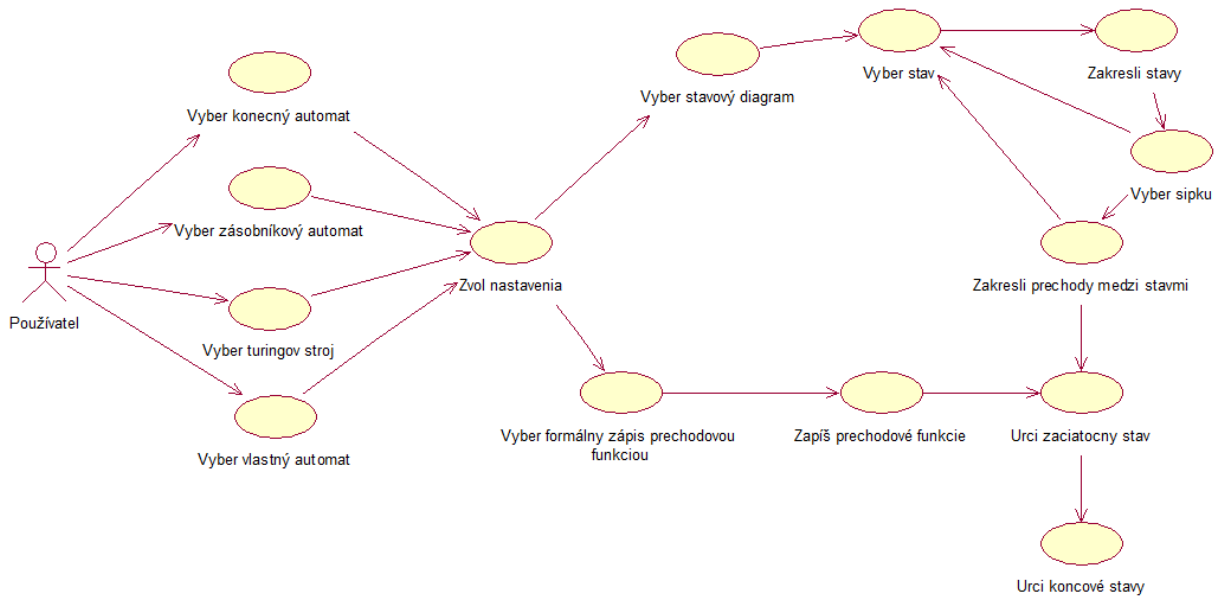 Vyber stav
Zakresli stavy
Vyber stavový diagram
Vyber konecný automat
Vyber sipku
Vyber zásobníkový automat
Zvol nastavenia
Zakresli prechody medzi stavmi
Používatel
Vyber turingov stroj
Vyber formálny zápis prechodovou
funkciou
Zapíš prechodové funkcie
Urci zaciatocny stav
Vyber vlastný automat
Urci koncové stavy